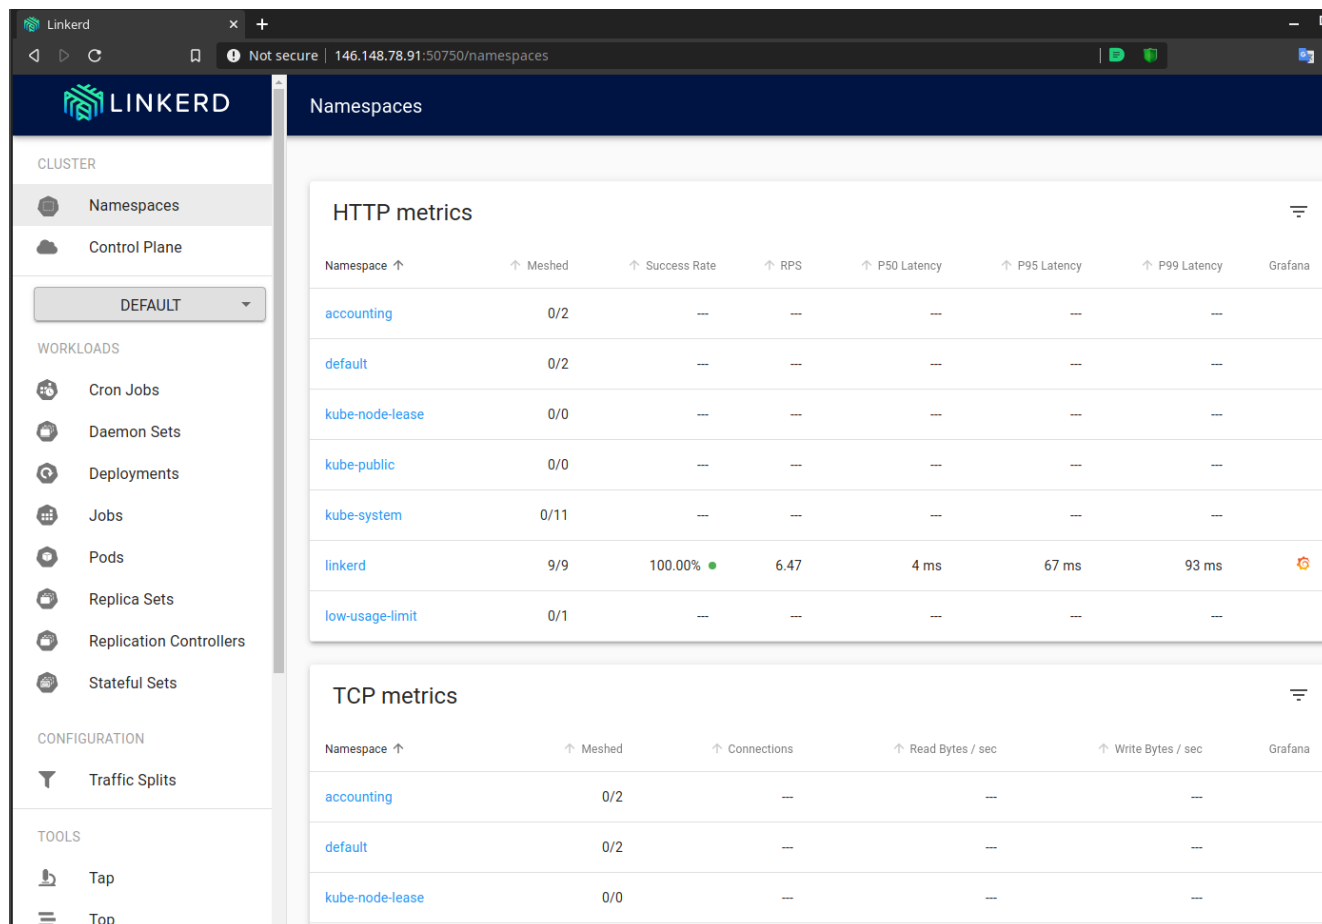 Linkerd
Not secure 146.148.78.91:50750/namespaces
LINKERD
Namespaces
CLUSTER
Namespaces
Control Plane
DEFAULT
WORKLOADS
Cron Jobs
Daemon Sets
Deployments
Jobs
Pods
Replica Sets
Replication Controllers
Stateful Sets
CONFIGURATION
Traffic Splits
TOOLS
Tap
Top
HTTP metrics
Namespace Meshed Success Rate RPS P50 Latency P95 Latency P99 Latency Grafana
accounting 0/2 --- --- --- --- ---
default 0/2 --- --- --- --- ---
kube-node-lease 0/0 --- --- --- --- ---
kube-public 0/0 --- --- --- --- ---
kube-system 0/11 --- --- --- --- ---
linkerd 9/9 100.00% 6.47 4 ms 67 ms 93 ms
low-usage-limit 0/1 --- --- --- --- ---
TCP metrics
Namespace Meshed Connections Read Bytes / sec Write Bytes / sec Grafana
accounting 0/2 --- --- ---
default 0/2 --- --- ---
kube-node-lease 0/0 --- --- ---